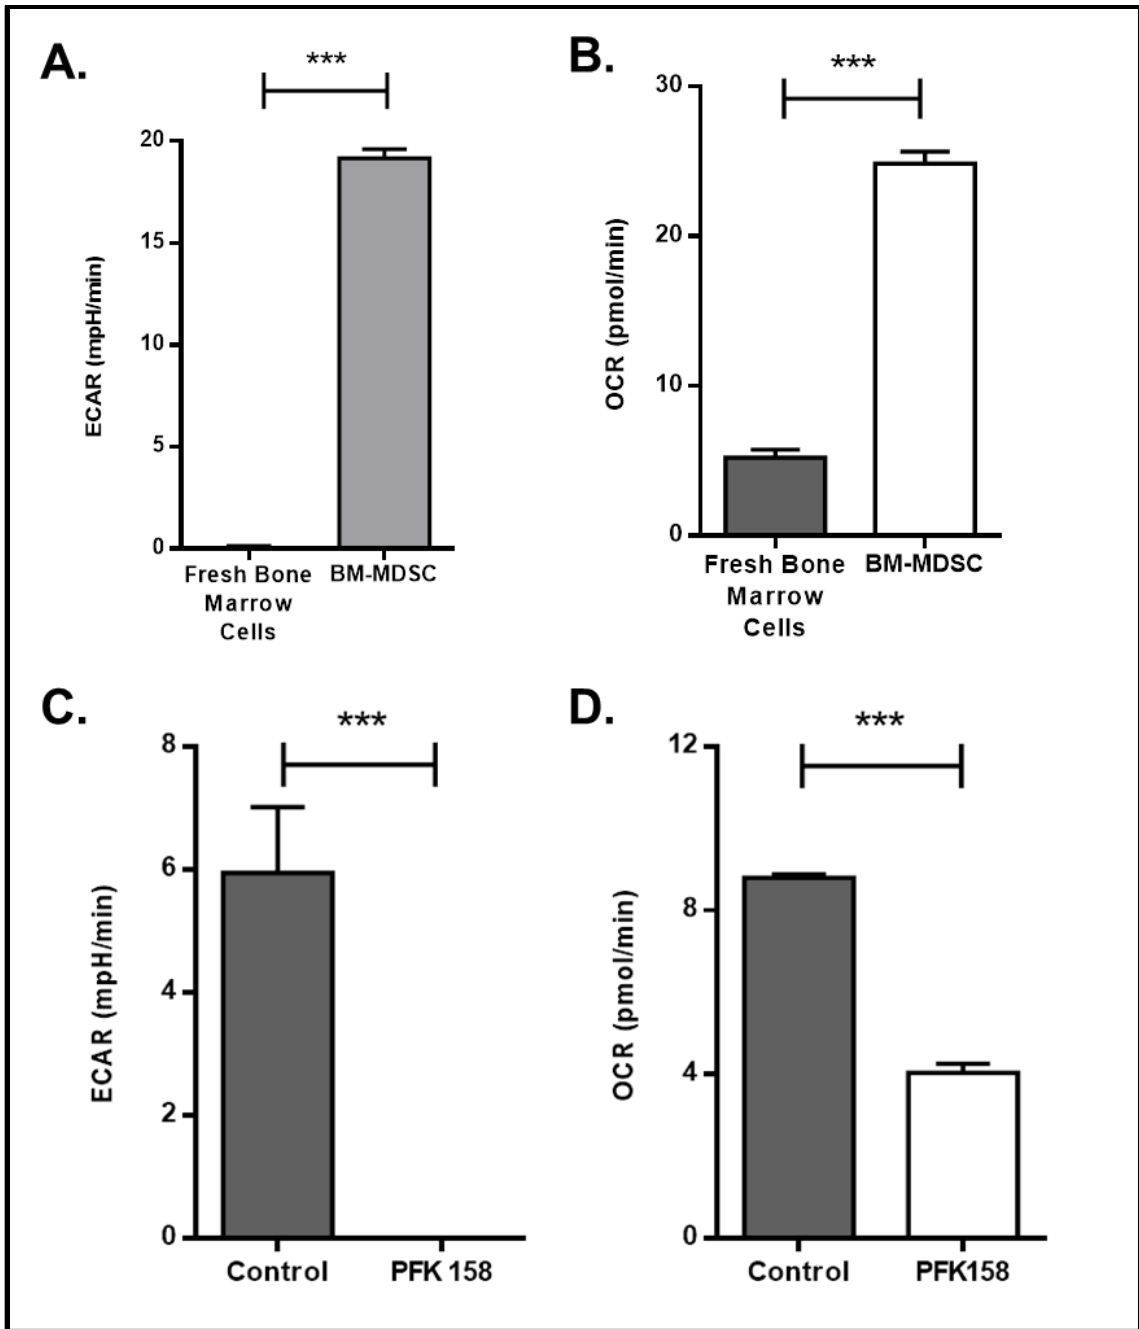 A.
***
20
15
10
5
0
ECAR (mpH/min)
Fresh Bone
Marrow
Cells
BM-MDSC
B.
***
30
20
10
0
OCR (pmol/min)
Fresh Bone
Marrow
Cells
BM-MDSC
C.
***
8
6
4
2
0
ECAR (mpH/min)
Control
PFK 158
D.
***
12
8
4
0
OCR (pmol/min)
Control
PFK158